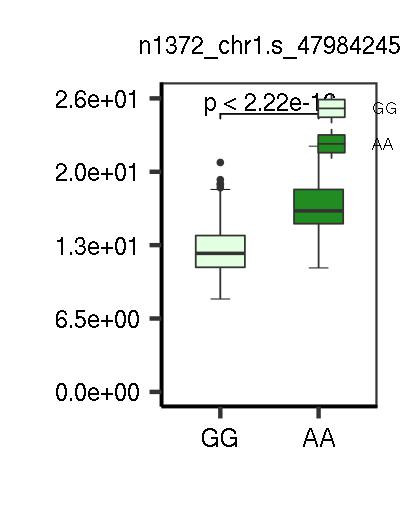 n1372_chr1.s_47984245
2.6e+01
p < 2.22e-16
GG
AA
2.0e+01
1.3e+01
6.5e+00
0.0e+00
GG
AA